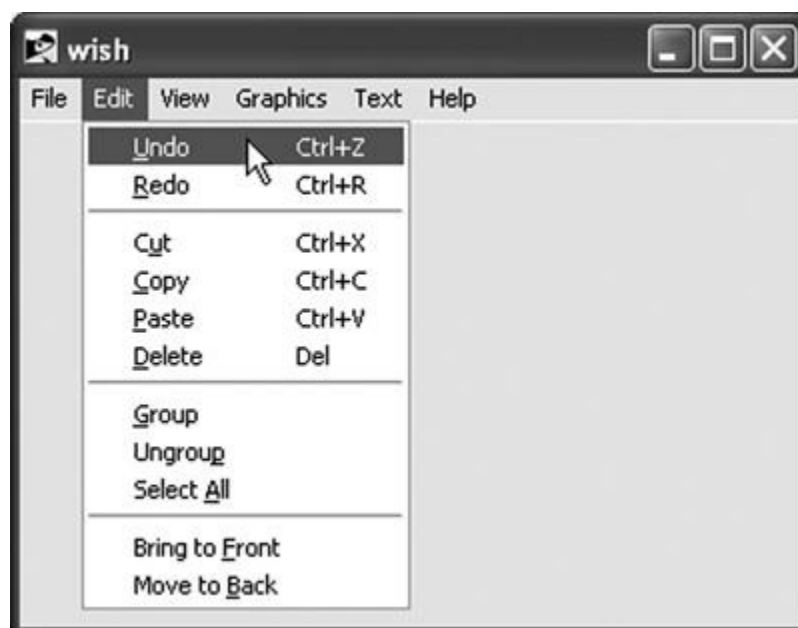 wish
File Edit View Graphics Text Help
Undo Ctrl+Z
Redo Ctrl+R
Cut Ctrl+X
Copy Ctrl+C
Paste Ctrl+V
Delete Del
Group
Ungroup
Select All
Bring to Front
Move to Back